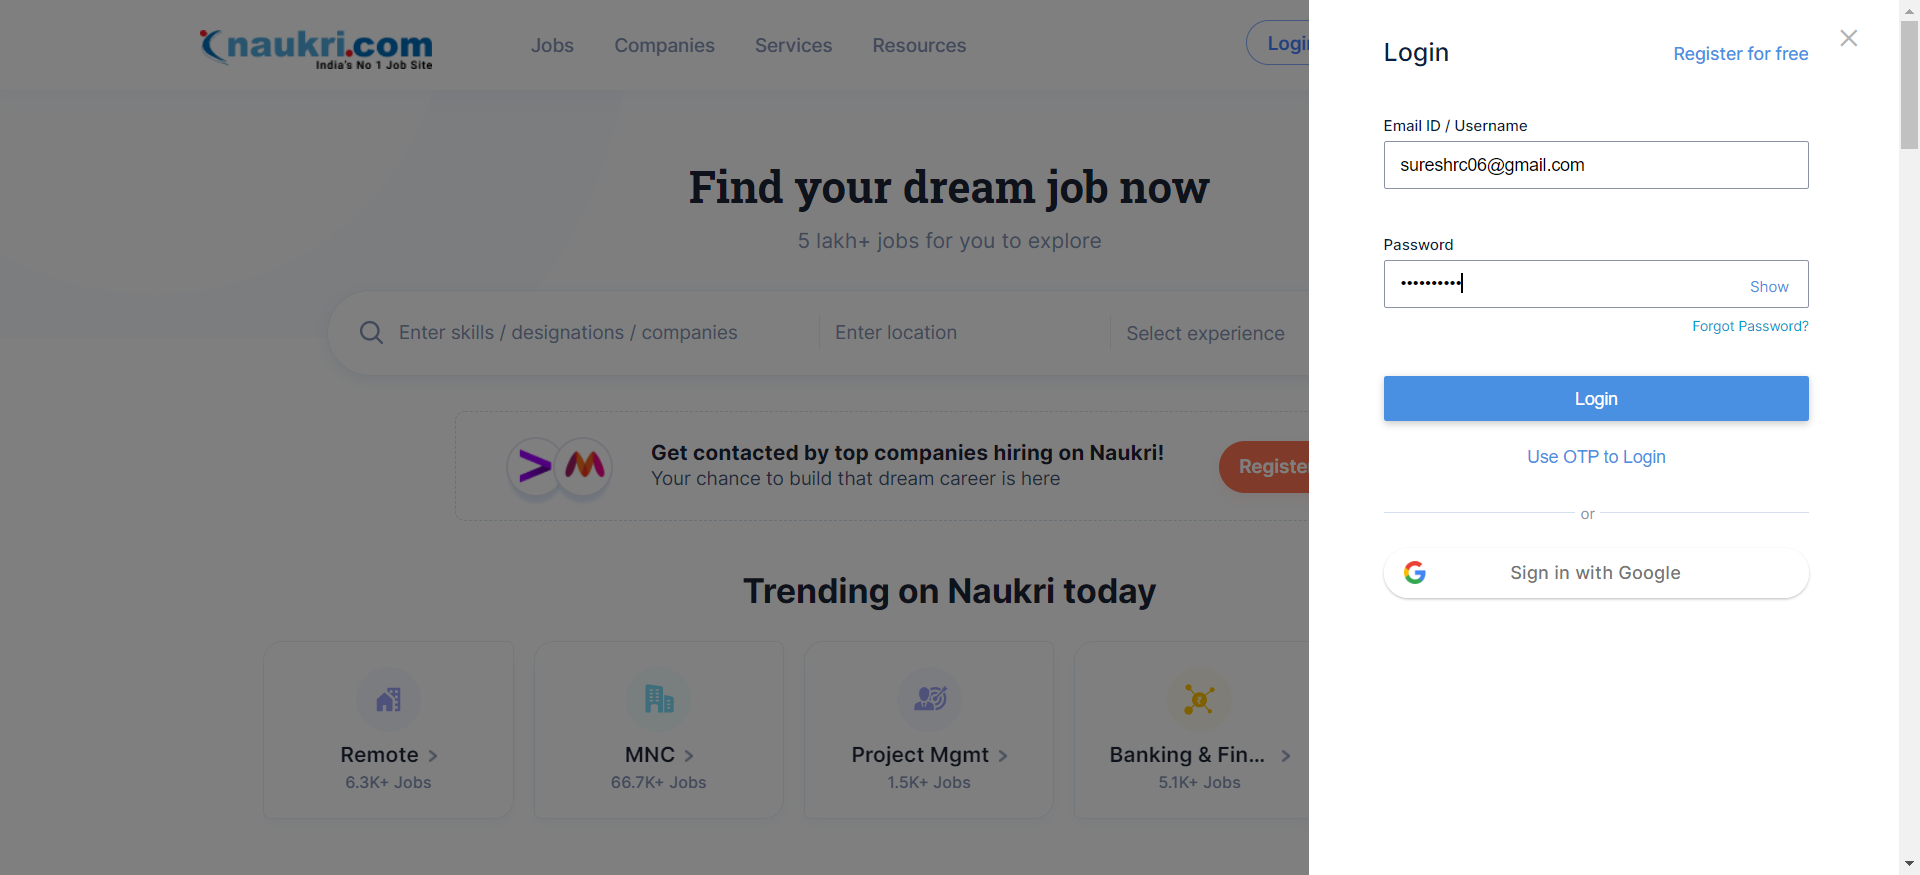 naukri.com
India's No 1 Job Site
Jobs
Companies
Services
Resources
Login
Find your dream job now
5 lakh+ jobs for you to explore
Enter skills / designations / companies
Enter location
Select experience
Get contacted by top companies hiring on Naukri!
Your chance to build that dream career is here
Register
Trending on Naukri today
Remote
6.3K+ Jobs
MNC
66.7K+ Jobs
Project Mgmt
1.5K+ Jobs
Banking & Fin...
5.1K+ Jobs
Login
Register for free
Email ID / Username
sureshrc06@gmail.com
Password
••••••••••
Show
Forgot Password?
Login
Use OTP to Login
or
Sign in with Google